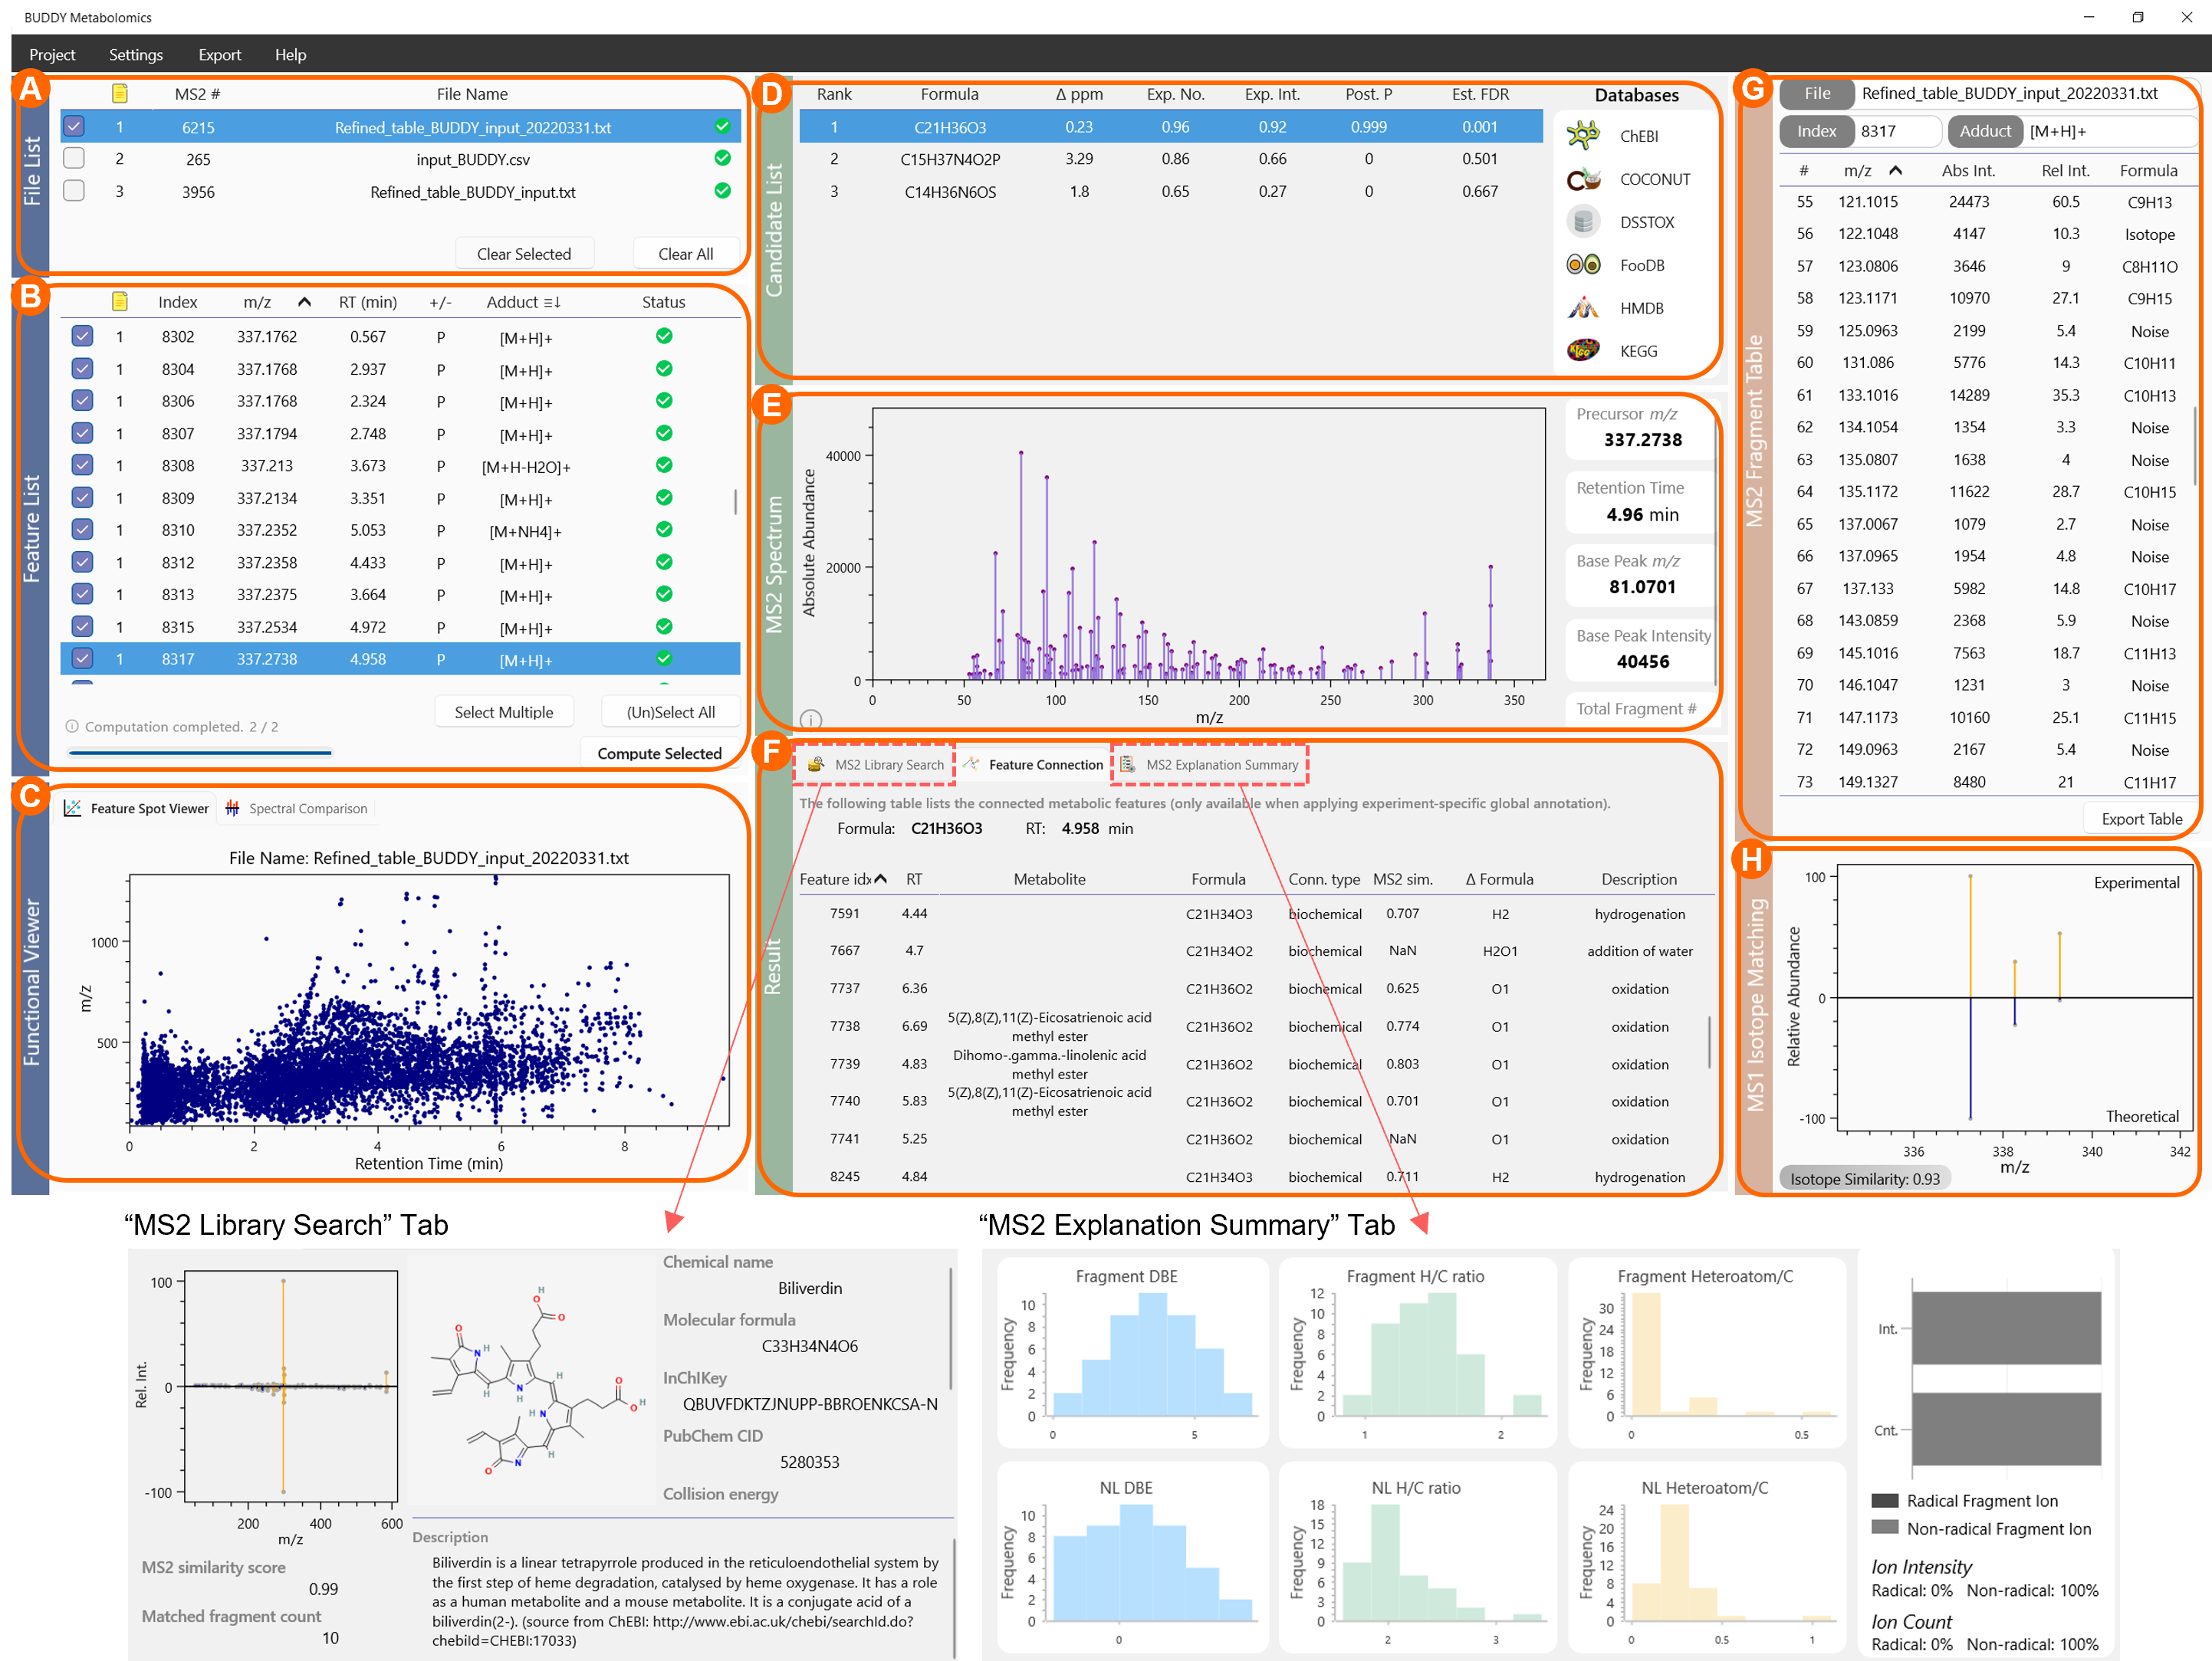 BUDDY Metabolomics
Project Settings Export Help
A
File List
MS2 # File Name
1 6215 Refined_table_BUDDY_input_20220331.txt
2 265 input_BUDDY.csv
3 3956 Refined_table_BUDDY_input.txt
Clear Selected Clear All
B
Feature List
Index m/z RT (min) +/- Adduct Status
1 8302 337.1762 0.567 P [M+H]+
1 8304 337.1768 2.937 P [M+H]+
1 8306 337.1768 2.324 P [M+H]+
1 8307 337.1794 2.748 P [M+H]+
1 8308 337.213 3.673 P [M+H-H2O]+
1 8309 337.2134 3.351 P [M+H]+
1 8310 337.2352 5.053 P [M+NH4]+
1 8312 337.2358 4.433 P [M+H]+
1 8313 337.2375 3.664 P [M+H]+
1 8315 337.2534 4.972 P [M+H]+
1 8317 337.2738 4.958 P [M+H]+
Select Multiple (Un)Select All
Computation completed. 2 / 2
Compute Selected
C
Functional Viewer
Feature Spot Viewer Spectral Comparison
File Name: Refined_table_BUDDY_input_20220331.txt
m/z
1000
500
0 2 4 6 8
Retention Time (min)
D
Candidate List
Rank Formula Δ ppm Exp. No. Exp. Int. Post. P Est. FDR
1 C21H36O3 0.23 0.96 0.92 0.999 0.001
2 C15H37N4O2P 3.29 0.86 0.66 0 0.501
3 C14H36N6OS 1.8 0.65 0.27 0 0.667
Databases
ChEBI
COCONUT
DSSTOX
FooDB
HMDB
KEGG
E
MS2 Spectrum
Absolute Abundance
40000
20000
0
0 50 100 150 200 250 300 350
m/z
Precursor m/z
337.2738
Retention Time
4.96 min
Base Peak m/z
81.0701
Base Peak Intensity
40456
Total Fragment #
F
Result
MS2 Library Search Feature Connection MS2 Explanation Summary
The following table lists the connected metabolic features (only available when applying experiment-specific global annotation).
Formula: C21H36O3 RT: 4.958 min
Feature idx RT Metabolite Formula Conn. type MS2 sim. Δ Formula Description
7591 4.44 C21H34O3 biochemical 0.707 H2 hydrogenation
7667 4.7 C21H34O2 biochemical NaN H2O1 addition of water
7737 6.36 C21H36O2 biochemical 0.625 O1 oxidation
7738 6.69 5(Z),8(Z),11(Z)-Eicosatrienoic acid methyl ester C21H36O2 biochemical 0.774 O1 oxidation
7739 4.83 Dihomo-.gamma.-linolenic acid methyl ester C21H36O2 biochemical 0.803 O1 oxidation
7740 5.83 5(Z),8(Z),11(Z)-Eicosatrienoic acid methyl ester C21H36O2 biochemical 0.701 O1 oxidation
7741 5.25 C21H36O2 biochemical NaN O1 oxidation
8245 4.84 C21H34O3 biochemical 0.711 H2 hydrogenation
G
MS2 Fragment Table
File Refined_table_BUDDY_input_20220331.txt
Index 8317 Adduct [M+H]+
# m/z Abs Int. Rel Int. Formula
55 121.1015 24473 60.5 C9H13
56 122.1048 4147 10.3 Isotope
57 123.0806 3646 9 C8H11O
58 123.1171 10970 27.1 C9H15
59 125.0963 2199 5.4 Noise
60 131.086 5776 14.3 C10H11
61 133.1016 14289 35.3 C10H13
62 134.1054 1354 3.3 Noise
63 135.0807 1638 4 Noise
64 135.1172 11622 28.7 C10H15
65 137.0067 1079 2.7 Noise
66 137.0965 1954 4.8 Noise
67 137.133 5982 14.8 C10H17
68 143.0859 2368 5.9 Noise
69 145.1016 7563 18.7 C11H13
70 146.1047 1231 3 Noise
71 147.1173 10160 25.1 C11H15
72 149.0963 2167 5.4 Noise
73 149.1327 8480 21 C11H17
Export Table
H
MS1 Isotope Matching
Relative Abundance
100
0
-100
Experimental
Theoretical
336 338 340 342
m/z
Isotope Similarity: 0.93
“MS2 Library Search” Tab
Rel. Int.
100
0
-100
200 400 600
m/z
MS2 similarity score
0.99
Matched fragment count
10
O H O O N H H N H H H N O O H H N O
Chemical name
Biliverdin
Molecular formula
C33H34N4O6
InChIKey
QBUVFDKTZJNUPP-BBROENKCSA-N
PubChem CID
5280353
Collision energy
Description
Biliverdin is a linear tetrapyrrole produced in the reticuloendothelial system by
the first step of heme degradation, catalysed by heme oxygenase. It has a role
as a human metabolite and a mouse metabolite. It is a conjugate acid of a
biliverdin(2-). (source from ChEBI: http://www.ebi.ac.uk/chebi/searchId.do?
chebiId=CHEBI:17033)
“MS2 Explanation Summary” Tab
Fragment DBE
Frequency
10
8
6
4
2
0
0 5
Fragment H/C ratio
Frequency
12
10
8
6
4
2
0
1 2
Fragment Heteroatom/C
Frequency
30
24
18
12
6
0
0 0.5
NL DBE
Frequency
10
8
6
4
2
0
0
NL H/C ratio
Frequency
18
15
12
9
6
3
0
2 3
NL Heteroatom/C
Frequency
24
20
16
12
8
4
0
0 0.5 1
Int.
Cnt.
Radical Fragment Ion
Non-radical Fragment Ion
Ion Intensity
Radical: 0% Non-radical: 100%
Ion Count
Radical: 0% Non-radical: 100%